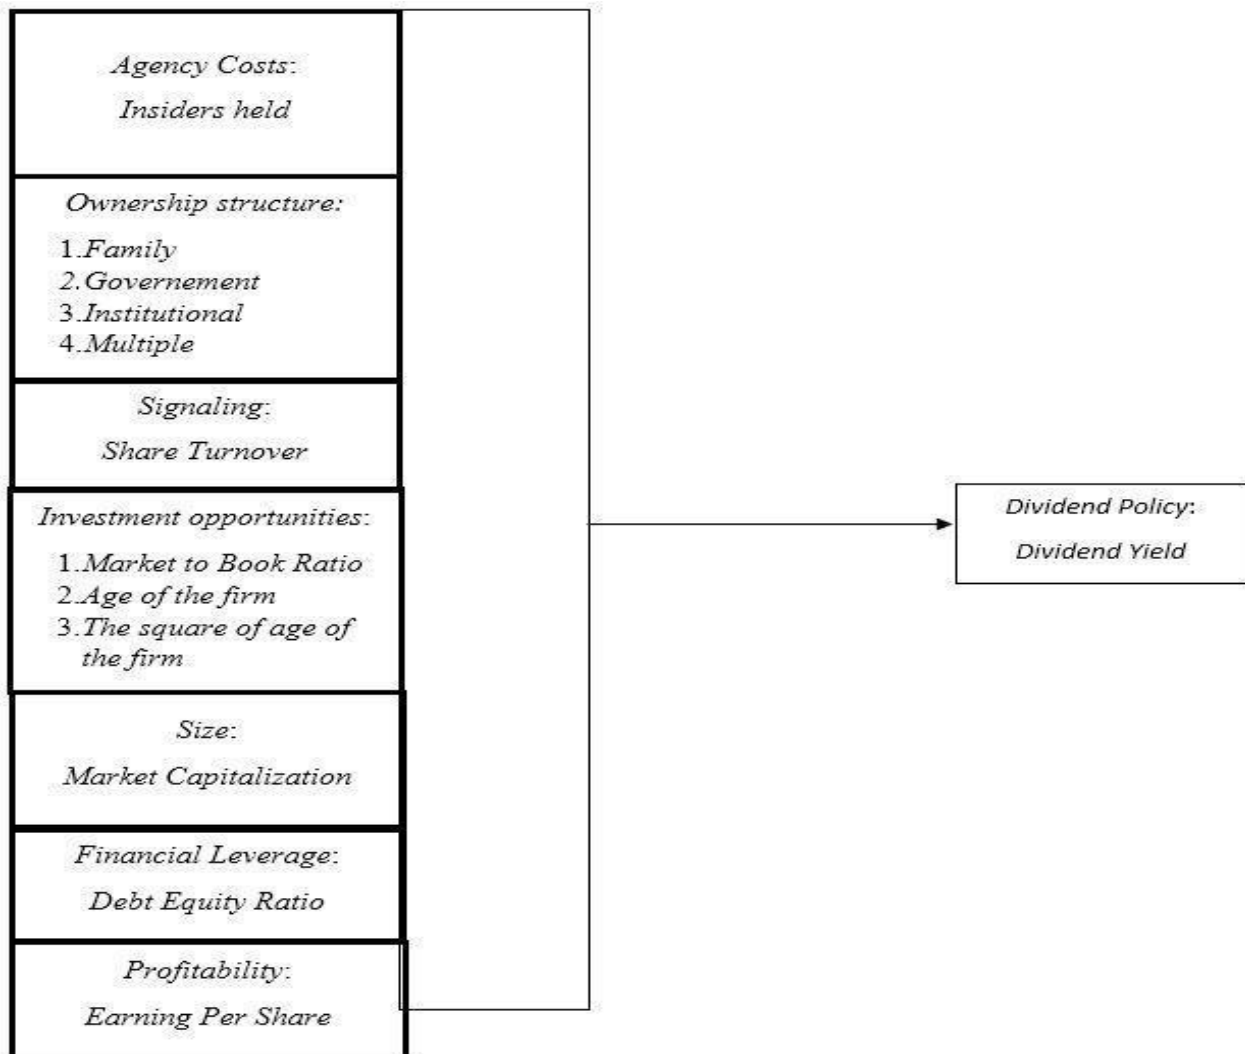 Agency Costs:
Insiders held
Ownership structure:
1.Family
2.Governement
3.Institutional
4.Multiple
Signaling:
Share Turnover
Investment opportunities:
1.Market to Book Ratio
2.Age of the firm
3.The square of age of
the firm
Size:
Market Capitalization
Financial Leverage:
Debt Equity Ratio
Profitability:
Earning Per Share
Dividend Policy:
Dividend Yield